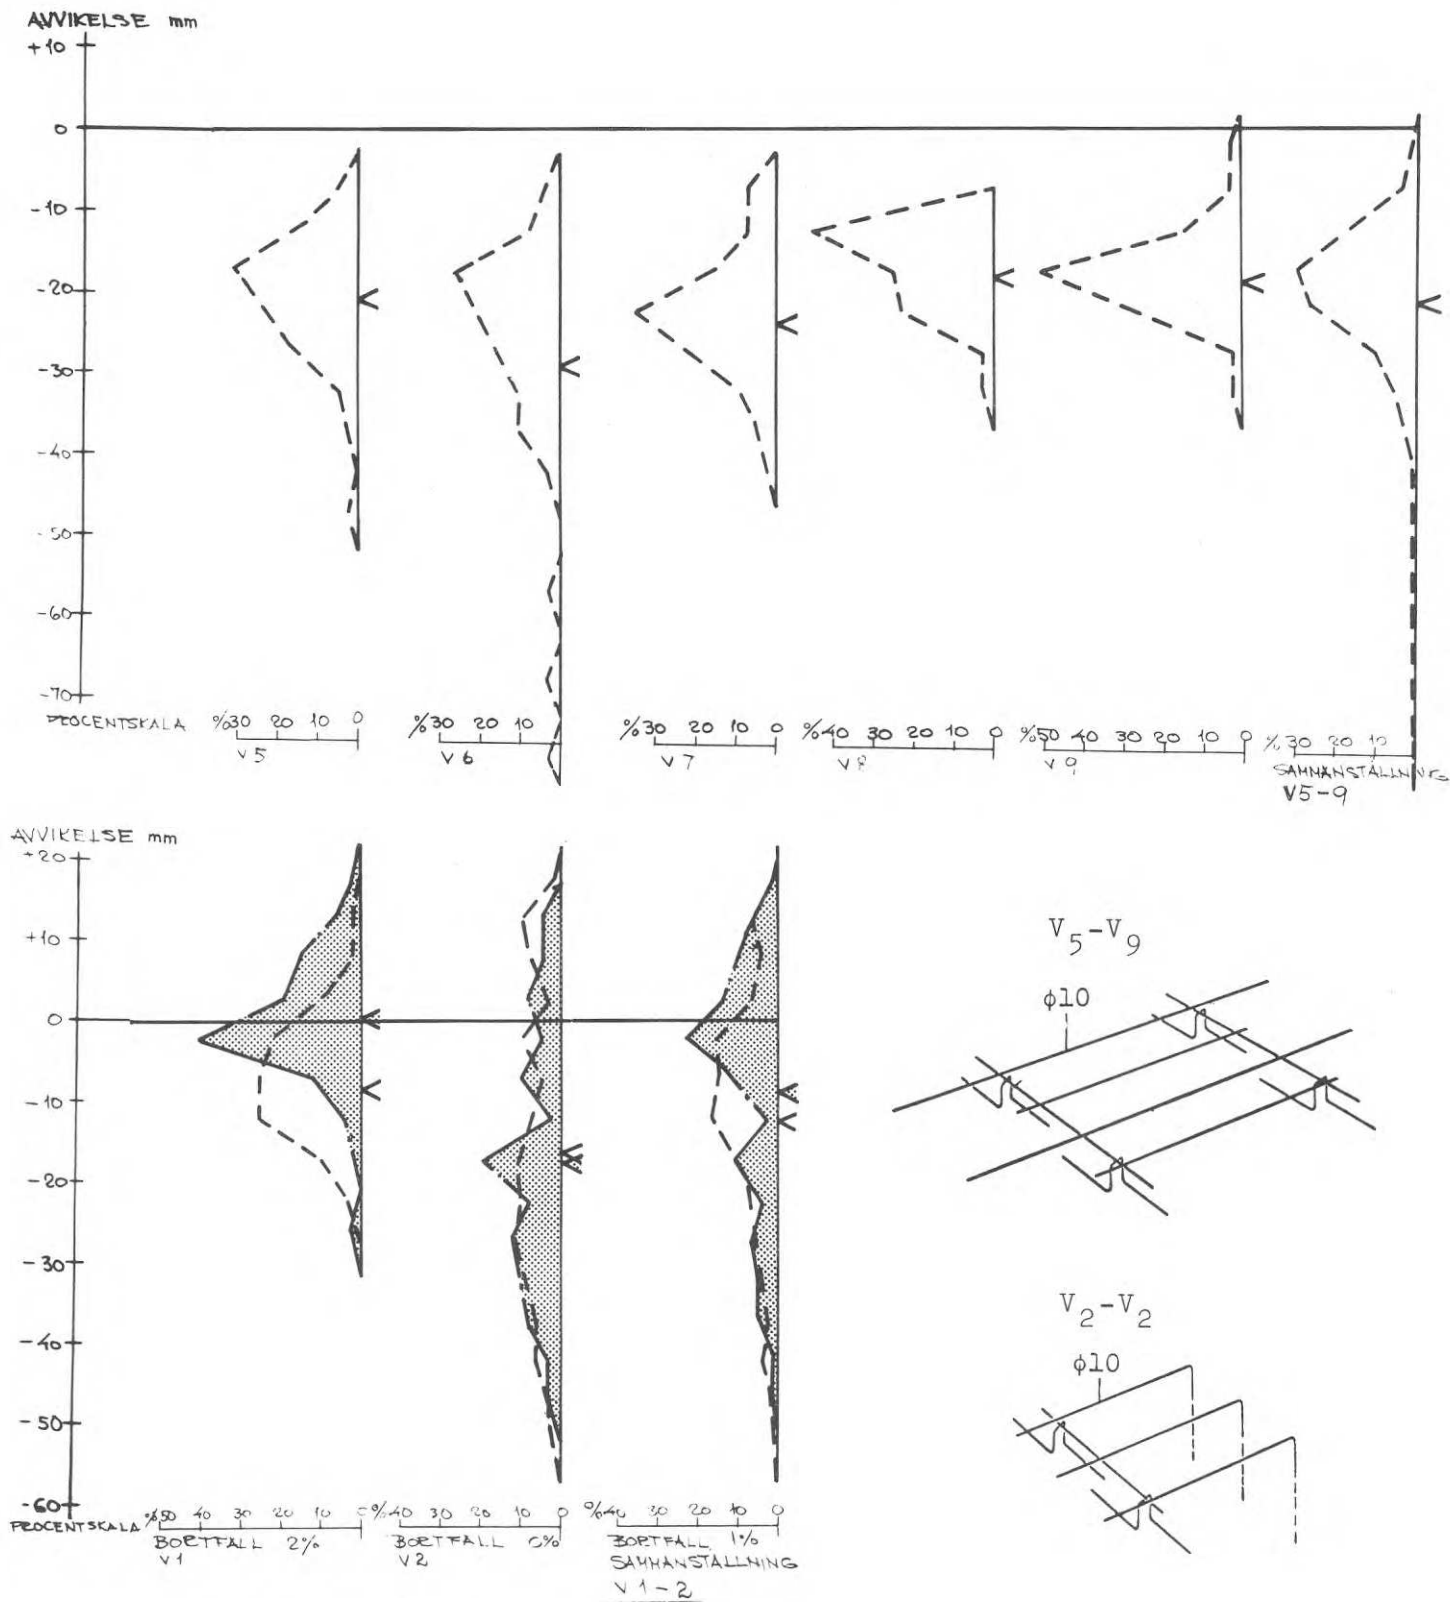 AVVIKELSE mm
+10
0
-10
-20
-30
-40
-50
-60
-70
PROCENTSKALA
% 30 20 10 0
V5
% 30 20 10
V6
% 30 20 10 0
V7
% 40 30 20 10 0
V8
% 50 40 30 20 10 0
V9
% 30 20 10
SAMMANSTÄLLNING
V5-9
AVVIKELSE mm
+20
+10
0
-10
-20
-30
-40
-50
-60
PROCENTSKALA
% 50 40 30 20 10 0
BORTFALL 2%
V1
% 40 30 20 10 0
BORTFALL 0%
V2
% 40 30 20 10 0
BORTFALL 1%
SAMMANSTÄLLNING
V1-2
V5-V9
φ10
V2-V2
φ10